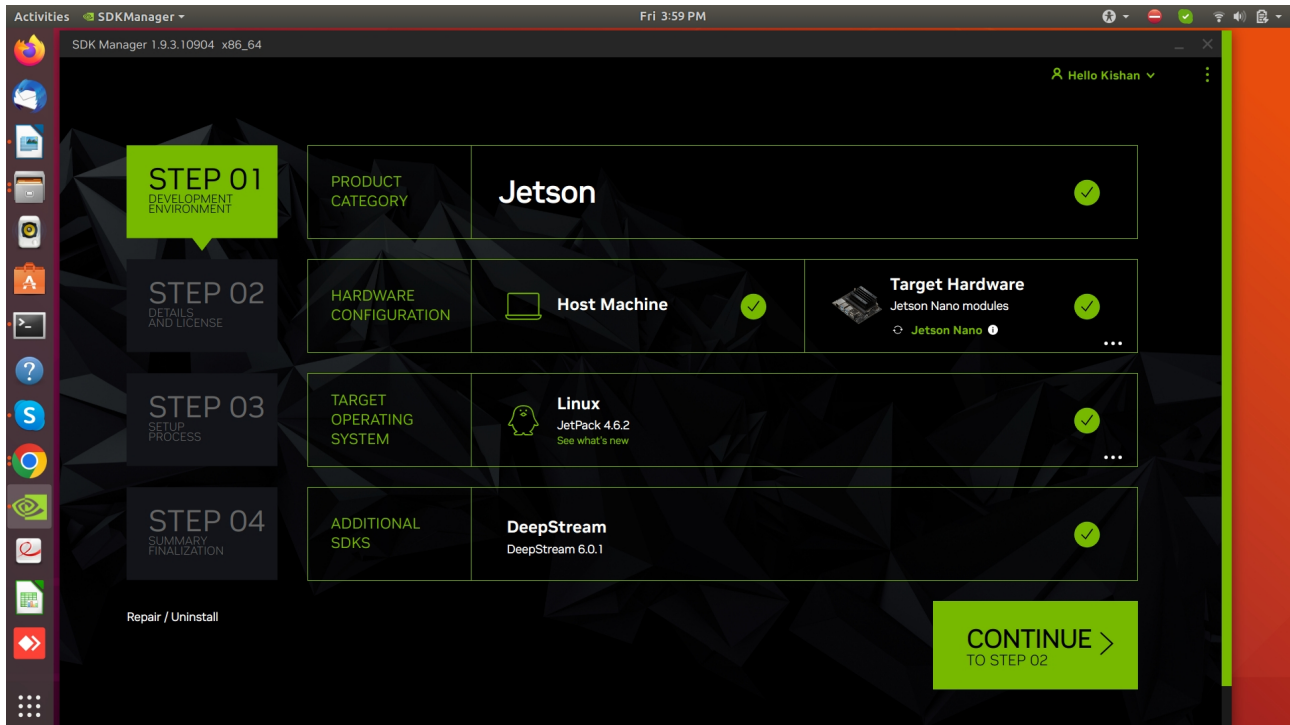 Activities SDKManager
Fri 3:59 PM
SDK Manager 1.9.3.10904 x86_64
Hello Kishan
STEP 01
DEVELOPMENT
ENVIRONMENT
PRODUCT
CATEGORY
Jetson
STEP 02
DETAILS
AND LICENSE
HARDWARE
CONFIGURATION
Host Machine
Target Hardware
Jetson Nano modules
Jetson Nano
STEP 03
SETUP
PROCESS
TARGET
OPERATING
SYSTEM
Linux
JetPack 4.6.2
See what's new
STEP 04
SUMMARY
FINALIZATION
ADDITIONAL
SDKS
DeepStream
DeepStream 6.0.1
Repair / Uninstall
CONTINUE
TO STEP 02